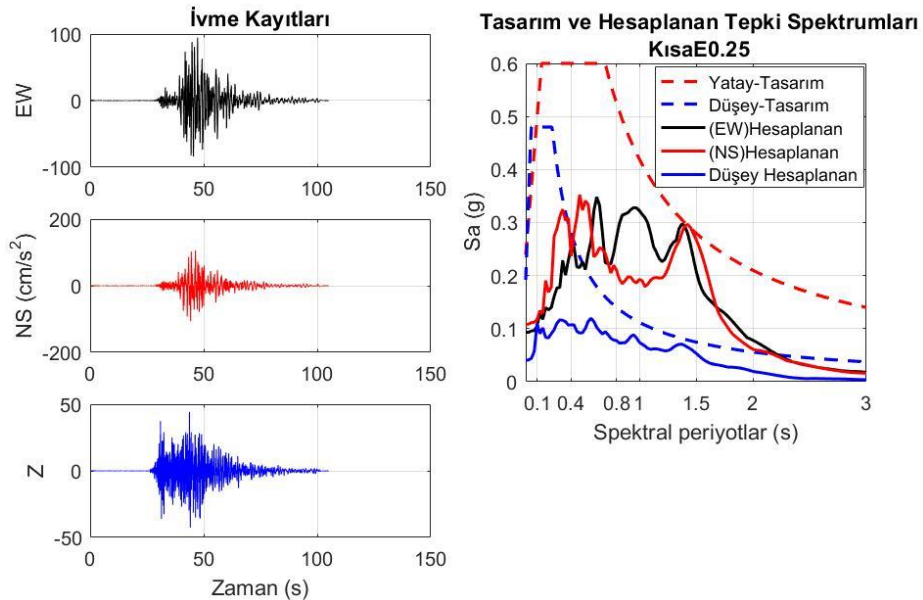 İvme Kayıtları
100
0
-100
EW
0 50 100 150
200
0
-200
NS (cm/s²)
0 50 100 150
50
0
-50
Z
0 50 100 150
Zaman (s)
Tasarım ve Hesaplanan Tepki Spektrumları
KısaE0.25
0.6
0.5
0.4
0.3
0.2
0.1
0
Sa (g)
Yatay-Tasarım
Düşey-Tasarım
(EW)Hesaplanan
(NS)Hesaplanan
Düşey Hesaplanan
0.1 0.4 0.8 1 1.5 2 3
Spektral periyotlar (s)